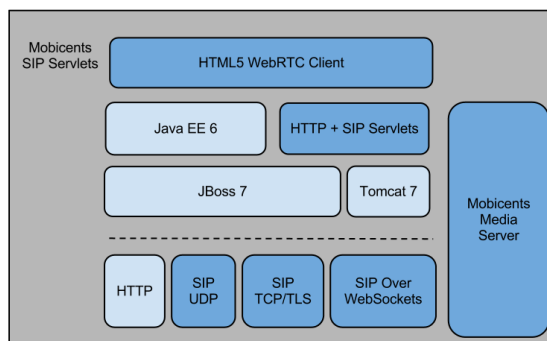 Mobicents
SIP Servlets
HTML5 WebRTC Client
Java EE 6
HTTP + SIP Servlets
JBoss 7
Tomcat 7
Mobicents
Media
Server
HTTP
SIP
UDP
SIP
TCP/TLS
SIP Over
WebSockets